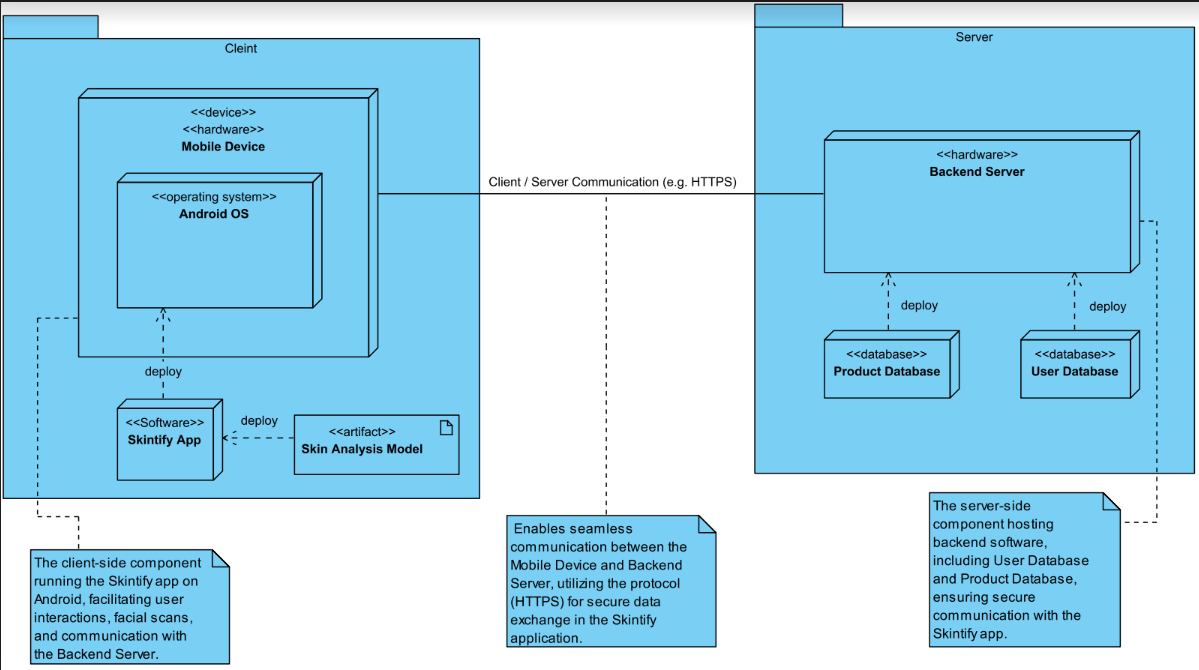 Cleint
<<device>>
<<hardware>>
Mobile Device
<<operating system>>
Android OS
deploy
<<Software>>
Skintify App
deploy
<<artifact>>
Skin Analysis Model
Client / Server Communication (e.g. HTTPS)
Server
<<hardware>>
Backend Server
deploy
deploy
<<database>>
Product Database
<<database>>
User Database
The client-side component
running the Skintify app on
Android, facilitating user
interactions, facial scans,
and communication with
the Backend Server.
Enables seamless
communication between the
Mobile Device and Backend
Server, utilizing the protocol
(HTTPS) for secure data
exchange in the Skintify
application.
The server-side
component hosting
backend software,
including User Database
and Product Database,
ensuring secure
communication with the
Skintify app.